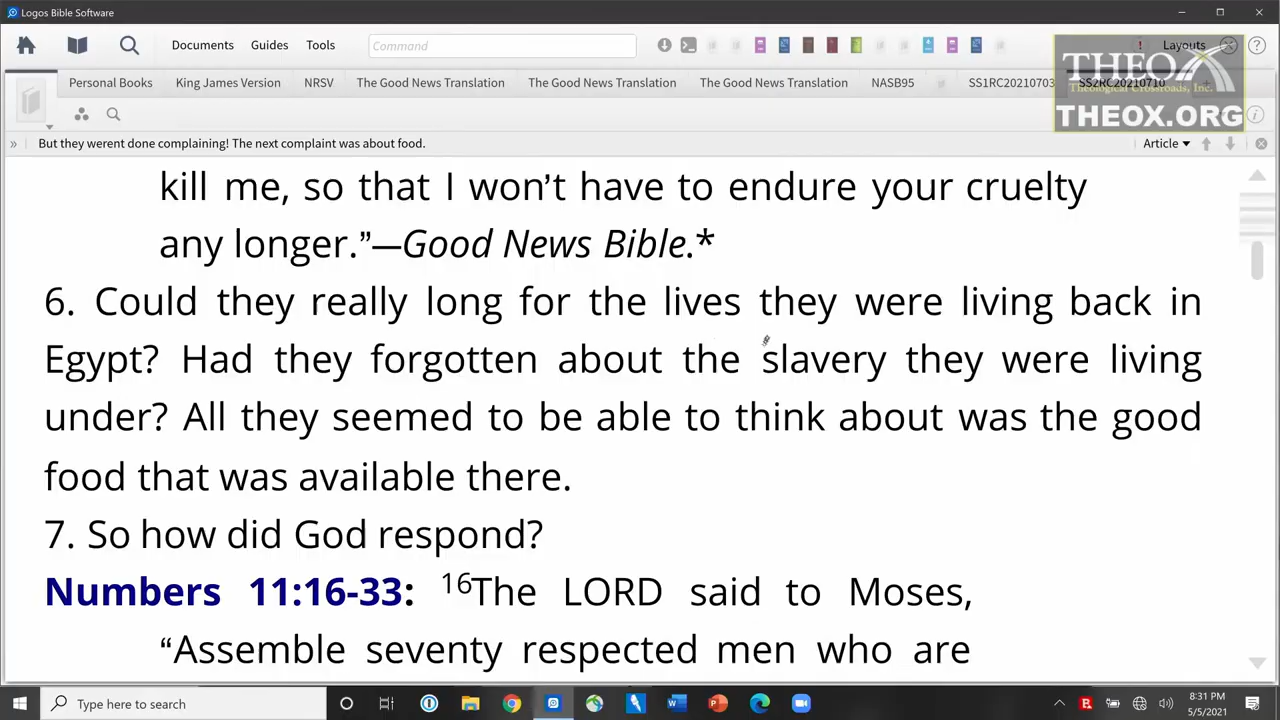 Logos Bible Software
Documents Guides Tools Command Layouts
Personal Books King James Version NRSV The Good News Translation The Good News Translation The Good News Translation NASB95 SS1RC20210703 SS2RC20210710
THEOX
Theological Crossroads, Inc.
THEOX.ORG
» But they werent done complaining! The next complaint was about food. Article
kill me, so that I won’t have to endure your cruelty
any longer.”—Good News Bible.*
6. Could they really long for the lives they were living back in
Egypt? Had they forgotten about the slavery they were living
under? All they seemed to be able to think about was the good
food that was available there.
7. So how did God respond?
Numbers 11:16-33: 16The LORD said to Moses,
“Assemble seventy respected men who are
Type here to search
8:31 PM
5/5/2021